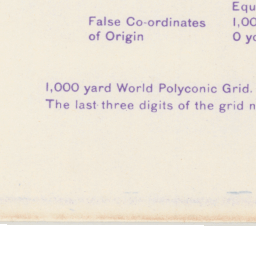 Equ
False Co-ordinates 1,00
of Origin 0 y
1,000 yard World Polyconic Grid.
The last three digits of the grid n